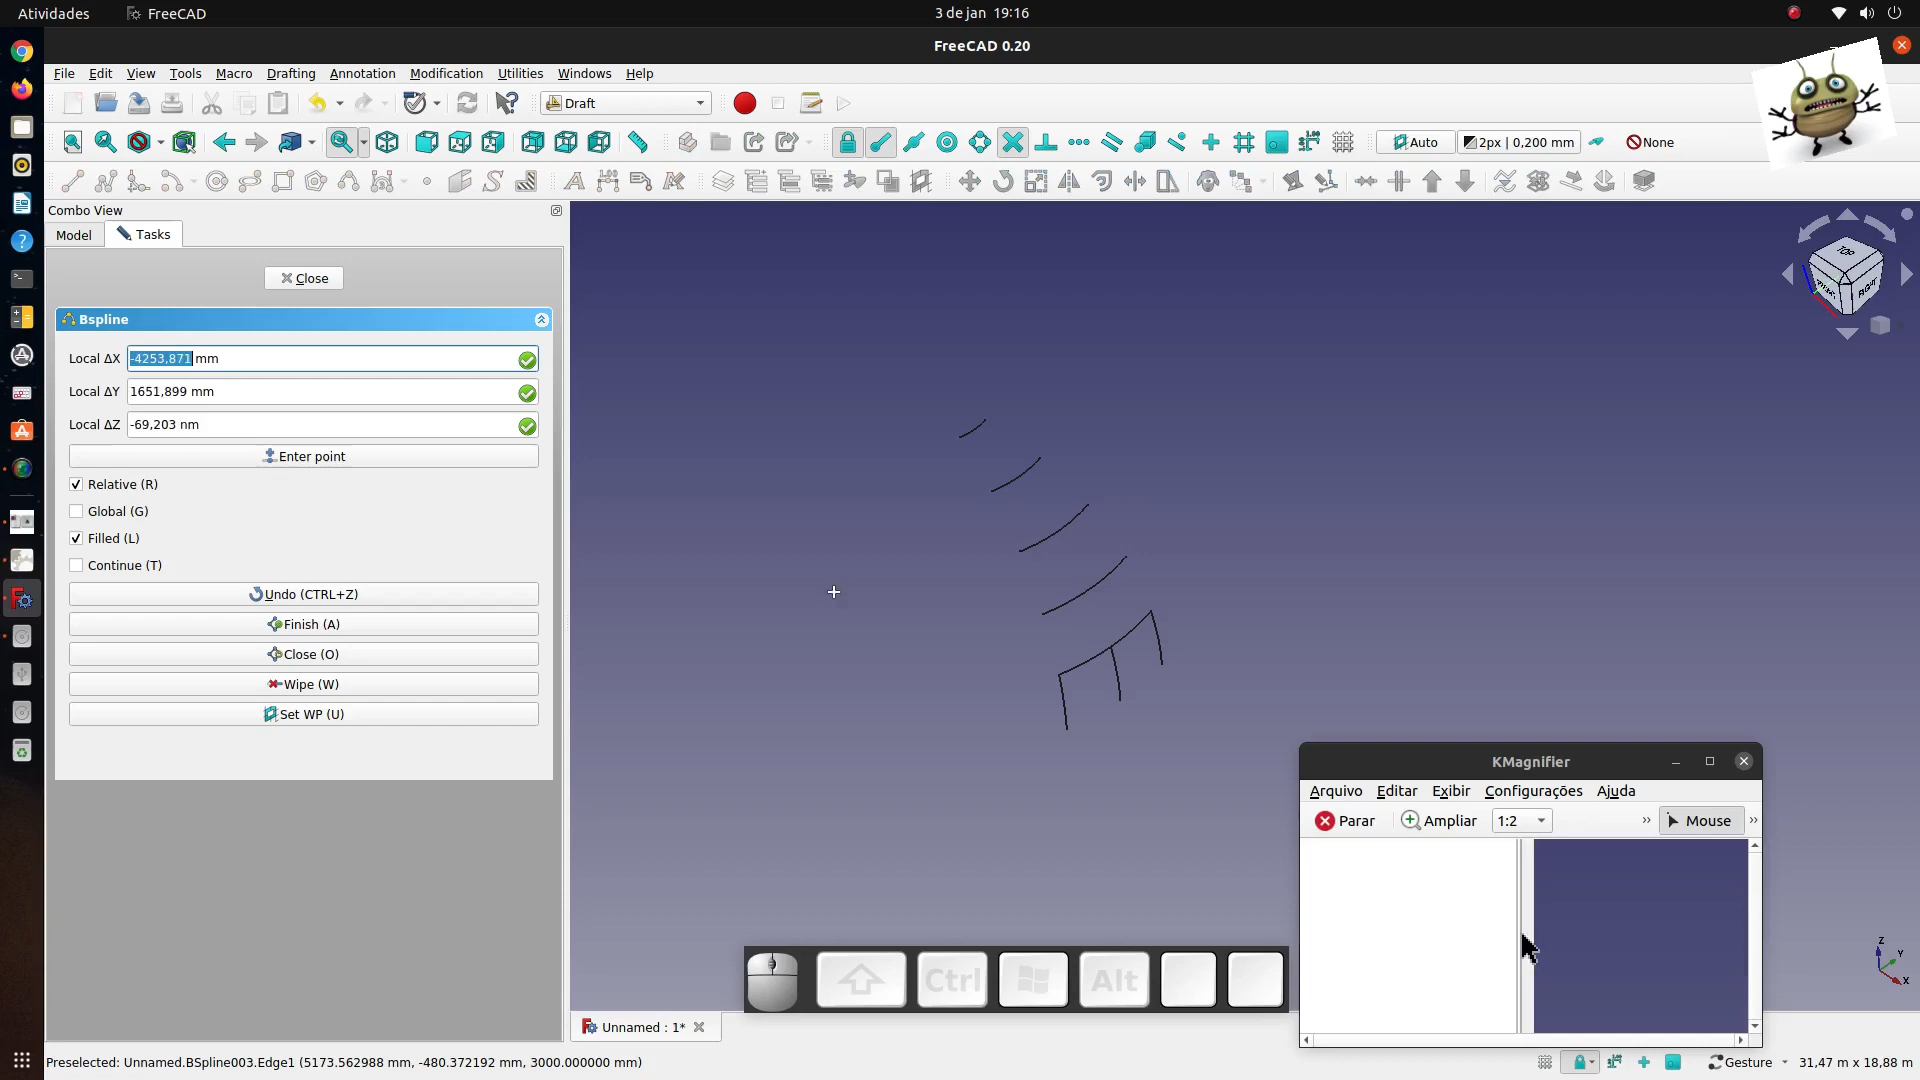 Atividades
FreeCAD
3 de jan 19:16
FreeCAD 0.20
File Edit View Tools Macro Drafting Annotation Modification Utilities Windows Help
Draft
Auto
2px | 0,200 mm
None
Combo View
Model
Tasks
TOP
RIGHT
Close
Bspline
Local ΔX
-4253,871 mm
Local ΔY
1651,899 mm
Local ΔZ
-69,203 nm
Enter point
Relative (R)
Global (G)
Filled (L)
Continue (T)
Undo (CTRL+Z)
Finish (A)
Close (O)
Wipe (W)
Set WP (U)
KMagnifier
Arquivo Editar Exibir Configurações Ajuda
Parar
Ampliar
1:2
Mouse
Ctrl
Alt
Z
Y
X
Unnamed : 1*
Preselected: Unnamed.BSpline003.Edge1 (5173.562988 mm, -480.372192 mm, 3000.000000 mm)
Gesture
31,47 m x 18,88 m